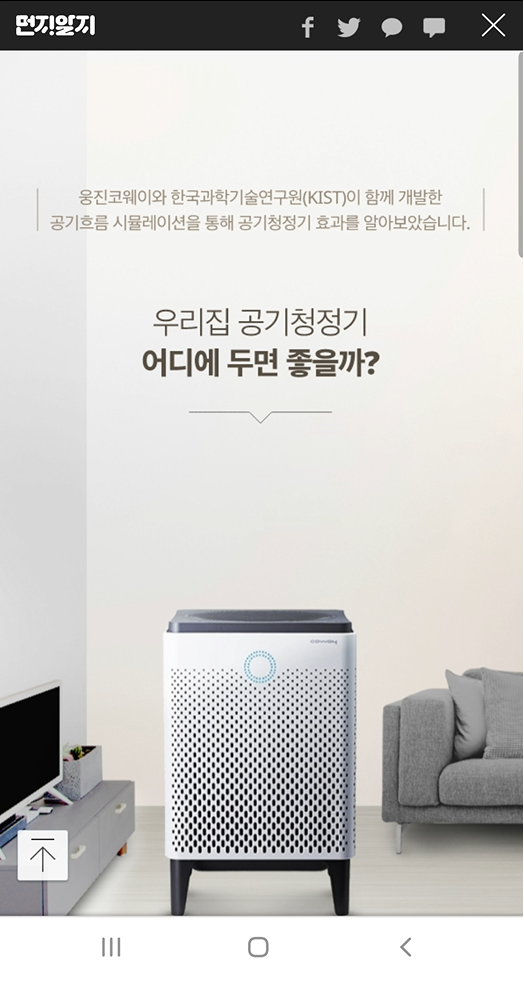 먼지알지
웅진코웨이와 한국과학기술연구원(KIST)이 함께 개발한
공기흐름 시뮬레이션을 통해 공기청정기 효과를 알아보았습니다.
우리집 공기청정기
어디에 두면 좋을까?
coway